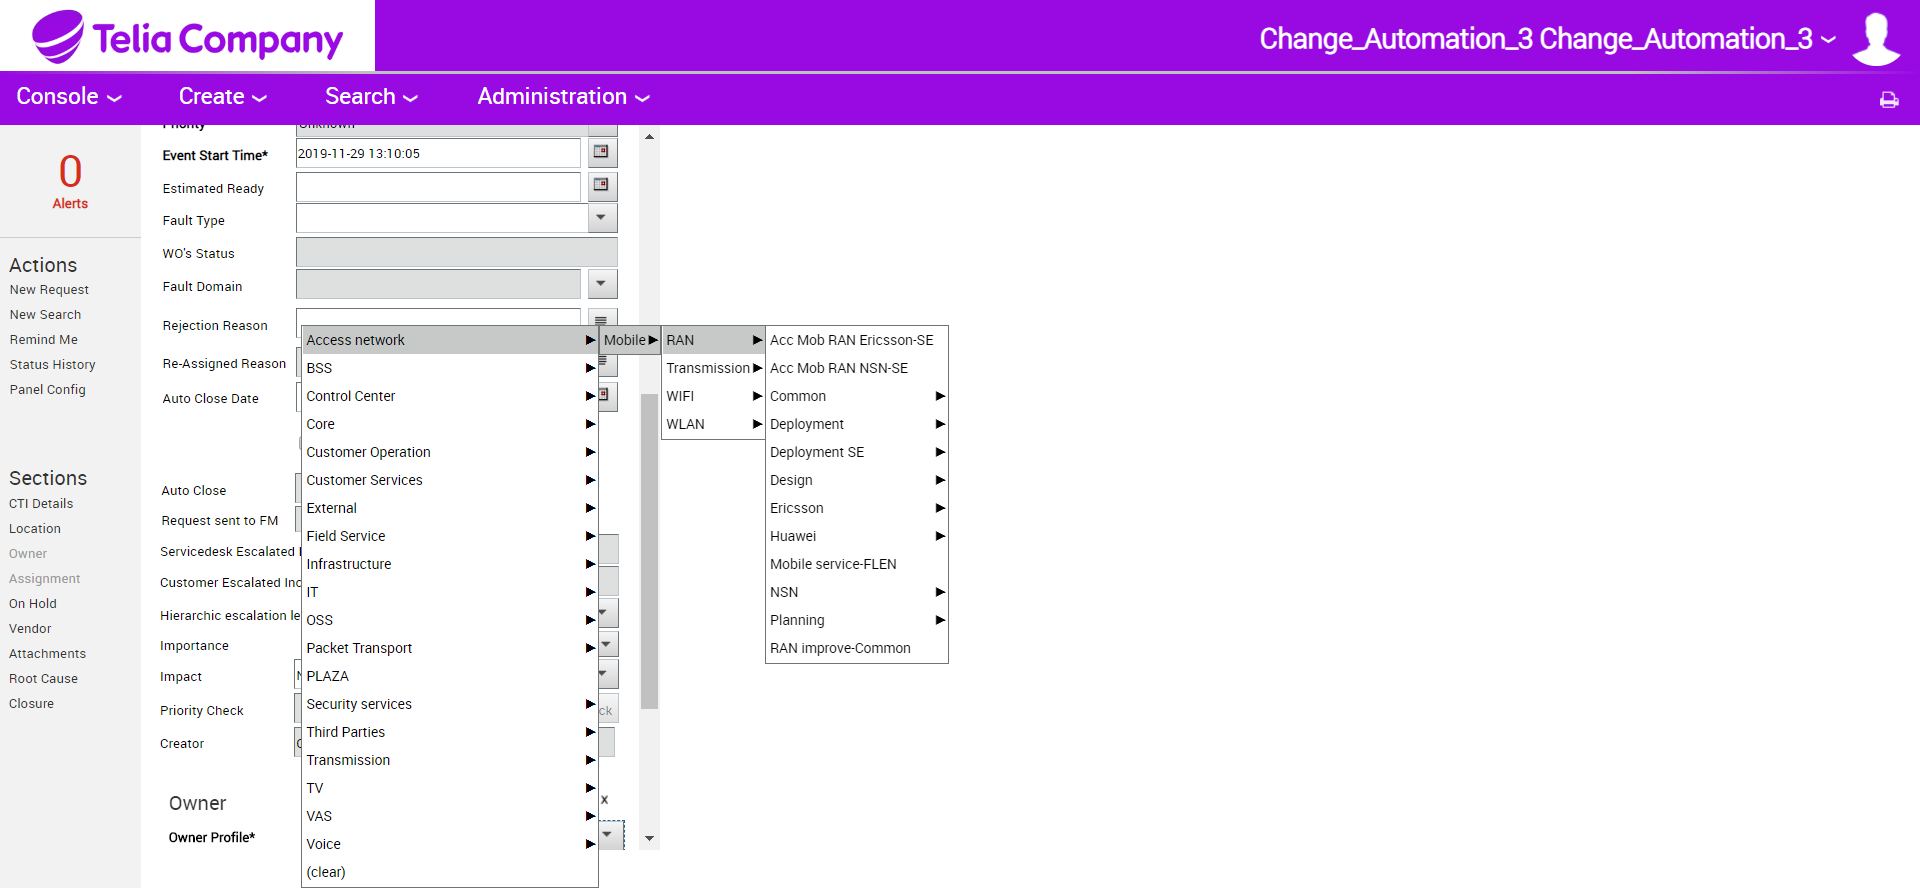 Telia Company
Change_Automation_3 Change_Automation_3
Console
Create
Search
Administration
0
Alerts
Actions
New Request
New Search
Remind Me
Status History
Panel Config
Sections
CTI Details
Location
Owner
Assignment
On Hold
Vendor
Attachments
Root Cause
Closure
Priority
Unknown
Event Start Time*
2019-11-29 13:10:05
Estimated Ready
Fault Type
WO's Status
Fault Domain
Rejection Reason
Re-Assigned Reason
Auto Close Date
Auto Close
Request sent to FM
Servicedesk Escalated
Customer Escalated Inc
Hierarchic escalation le
Importance
Impact
Priority Check
ck
Creator
Owner
x
Owner Profile*
Access network
BSS
Control Center
Core
Customer Operation
Customer Services
External
Field Service
Infrastructure
IT
OSS
Packet Transport
PLAZA
Security services
Third Parties
Transmission
TV
VAS
Voice
(clear)
Mobile
RAN
Transmission
WIFI
WLAN
Acc Mob RAN Ericsson-SE
Acc Mob RAN NSN-SE
Common
Deployment
Deployment SE
Design
Ericsson
Huawei
Mobile service-FLEN
NSN
Planning
RAN improve-Common